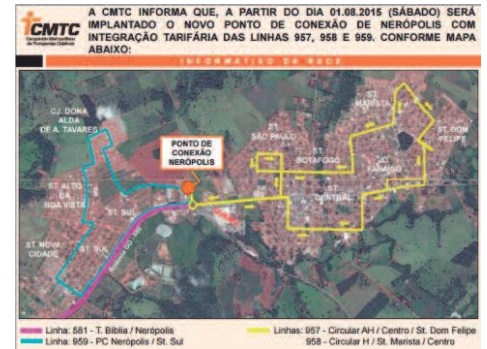 CMTC
Companhia Metropolitana
de Transportes Coletivos
A CMTC INFORMA QUE, A PARTIR DO DIA 01.08.2015 (SÁBADO) SERÁ
IMPLANTADO O NOVO PONTO DE CONEXÃO DE NERÓPOLIS COM
INTEGRAÇÃO TARIFÁRIA DAS LINHAS 957, 958 E 959. CONFORME MAPA
ABAIXO:
INFORMATIVO DE REDE
CJ. DONA
ALDA
DE A. TAVARES
ST. ALTO
DA
BOA VISTA
ST. SUL
ST. NOVA
CIDADE
ST. SUL
PONTO DE
CONEXÃO
NERÓPOLIS
ST.
SÃO PAULO
ST.
MARISTA
ST. DOM
FELIPE
ST.
BOTAFOGO
JD.
PARAISO
ST.
CENTRAL
Linha: 581 - T. Bíblia / Nerópolis
Linha: 959 - PC Nerópolis / St. Sul
Linhas: 957 - Circular AH / Centro / St. Dom Felipe
958 - Circular H / St. Marista / Centro